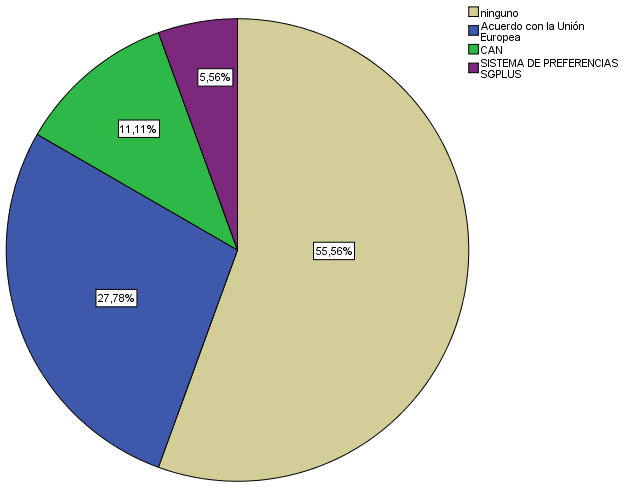 ninguno
Acuerdo con la Unión
Europea
CAN
SISTEMA DE PREFERENCIAS
SGPLUS
5,56%
11,11%
55,56%
27,78%